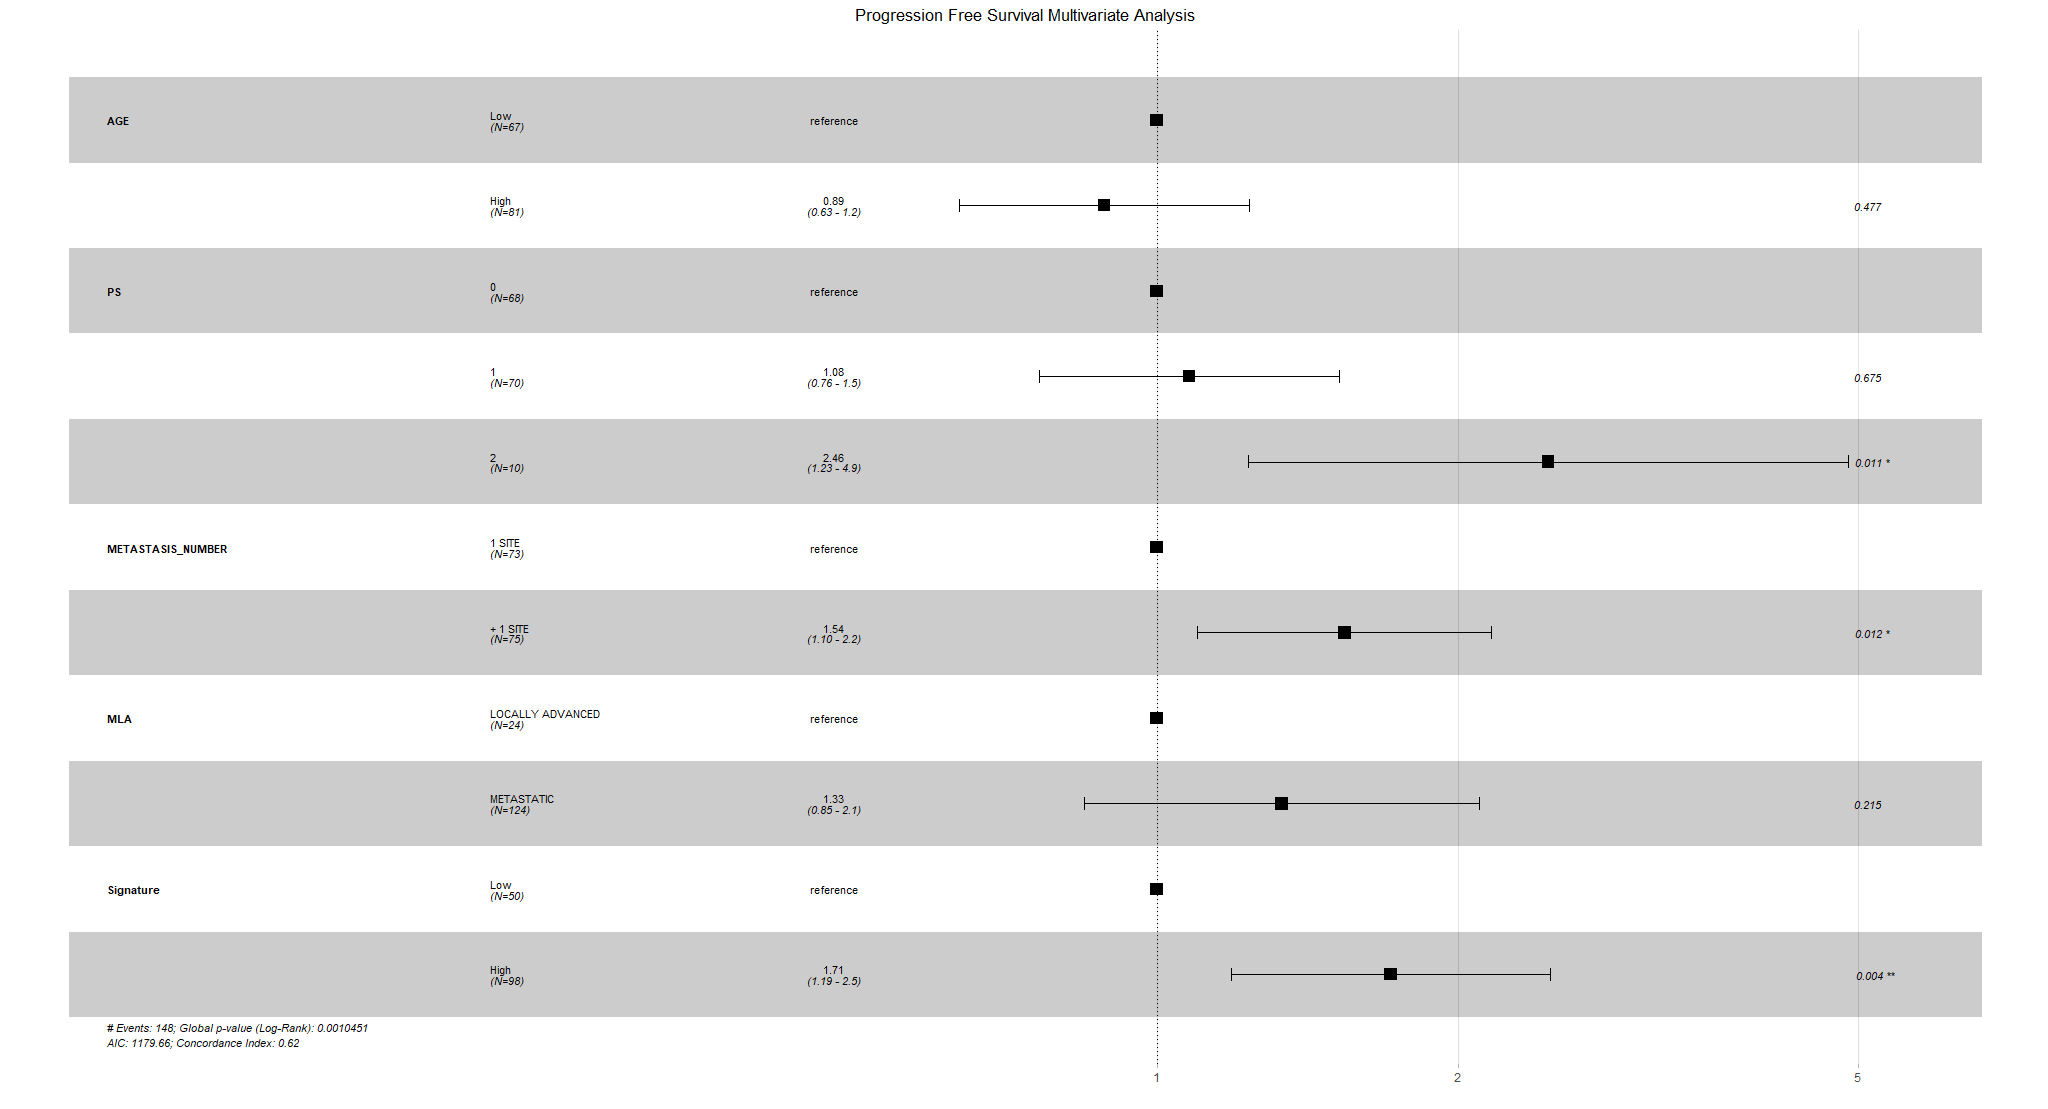 Progression Free Survival Multivariate Analysis
AGE
Low
(N=67)
reference
High
(N=81)
0.89
(0.63 - 1.2)
0.477
PS
0
(N=68)
reference
1
(N=70)
1.08
(0.76 - 1.5)
0.675
2
(N=10)
2.46
(1.23 - 4.9)
0.011 *
METASTASIS_NUMBER
1 SITE
(N=73)
reference
+ 1 SITE
(N=75)
1.54
(1.10 - 2.2)
0.012 *
MLA
LOCALLY ADVANCED
(N=24)
reference
METASTATIC
(N=124)
1.33
(0.85 - 2.1)
0.215
Signature
Low
(N=50)
reference
High
(N=98)
1.71
(1.19 - 2.5)
0.004 **
# Events: 148; Global p-value (Log-Rank): 0.0010451
AIC: 1179.66; Concordance Index: 0.62
1 2 5